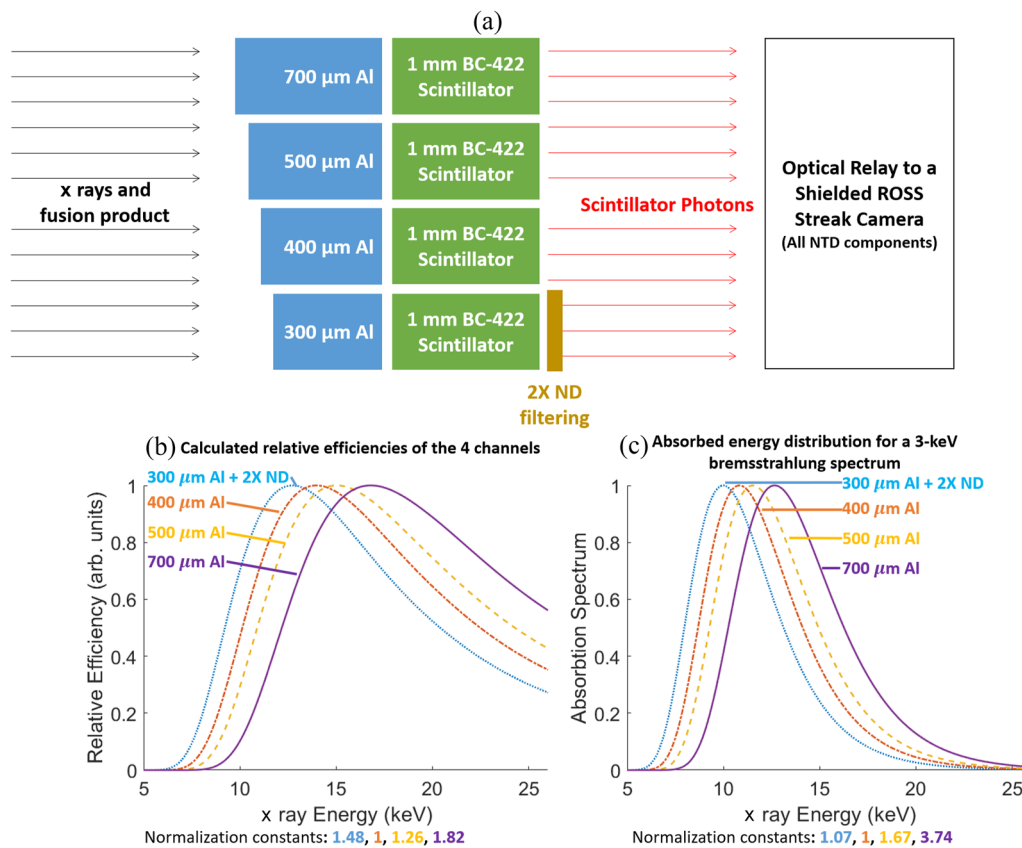 (a)
700 µm Al
1 mm BC-422
Scintillator
500 µm Al
1 mm BC-422
Scintillator
400 µm Al
1 mm BC-422
Scintillator
300 µm Al
1 mm BC-422
Scintillator
x rays and
fusion product
Scintillator Photons
2X ND
filtering
Optical Relay to a
Shielded ROSS
Streak Camera
(All NTD components)
(b) Calculated relative efficiencies of the 4 channels
300 µm Al + 2X ND
400 µm Al
500 µm Al
700 µm Al
Relative Efficiency (arb. units)
1
0.8
0.6
0.4
0.2
0
5 10 15 20 25
x ray Energy (keV)
Normalization constants: 1.48, 1, 1.26, 1.82
(c) Absorbed energy distribution for a 3-keV
bremsstrahlung spectrum
300 µm Al + 2X ND
400 µm Al
500 µm Al
700 µm Al
Absorbtion Spectrum
1
0.8
0.6
0.4
0.2
0
5 10 15 20 25
x ray Energy (keV)
Normalization constants: 1.07, 1, 1.67, 3.74